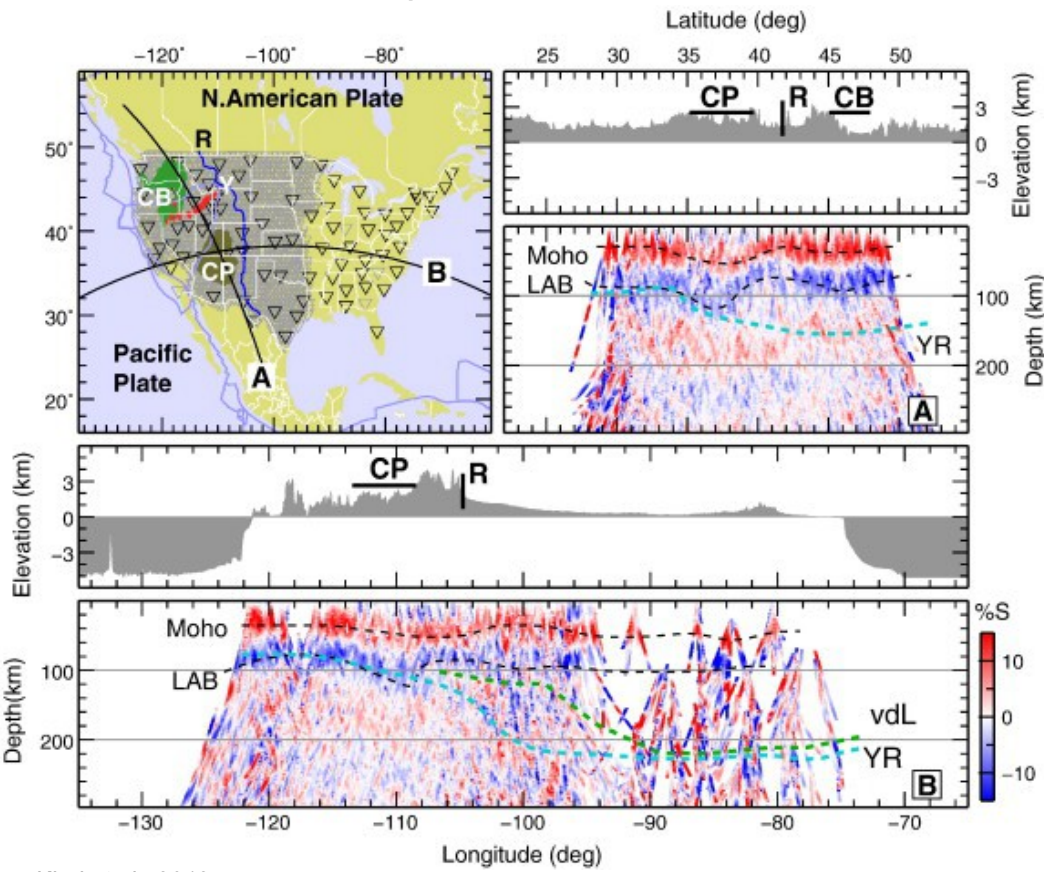 Latitude (deg)
−120˚ −100˚ −80˚
25 30 35 40 45 50
N.American Plate
R
50˚
Y
CB
40˚
CP
B
30˚
Pacific
Plate
A
20˚
CP R CB
3
0
−3
Elevation (km)
Moho
LAB
100
YR
200
Depth (km)
A
Elevation (km)
3
0
−3
CP R
Depth(km)
Moho
LAB
100
200
vdL
YR
B
%S
10
0
−10
−130 −120 −110 −100 −90 −80 −70
Longitude (deg)